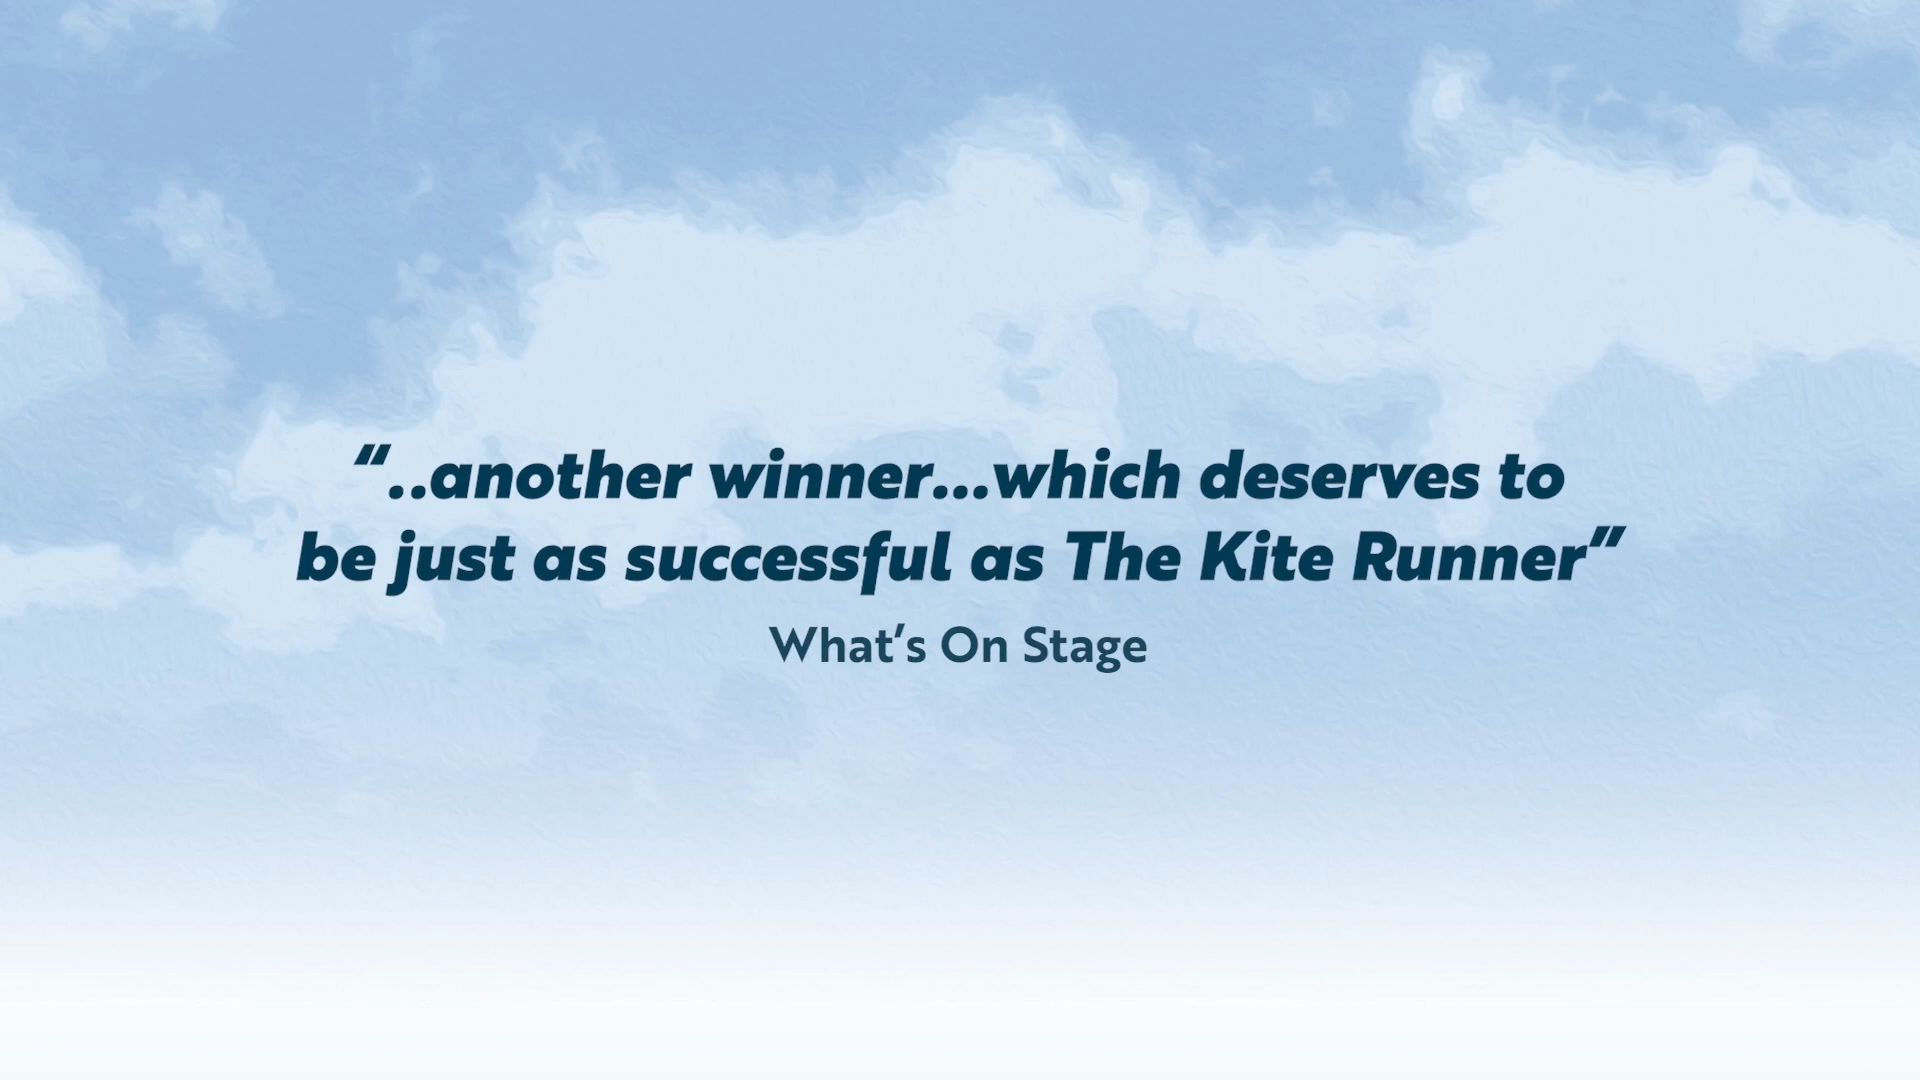 “..another winner...which deserves to
be just as successful as The Kite Runner”
What’s On Stage